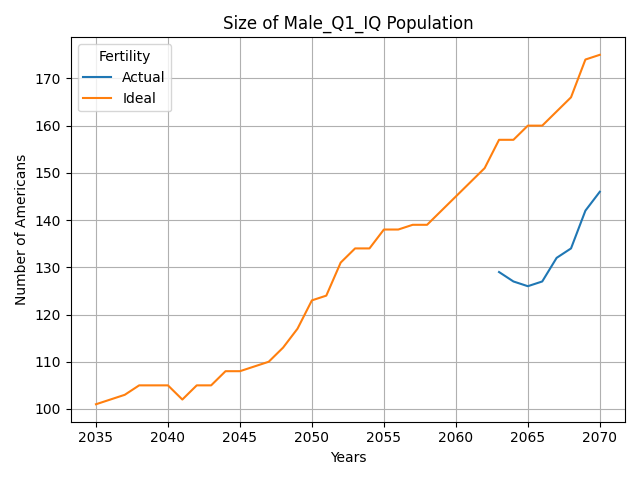 Size of Male_Q1_IQ Population
Fertility
Actual
Ideal
Number of Americans
170
160
150
140
130
120
110
100
2035 2040 2045 2050 2055 2060 2065 2070
Years